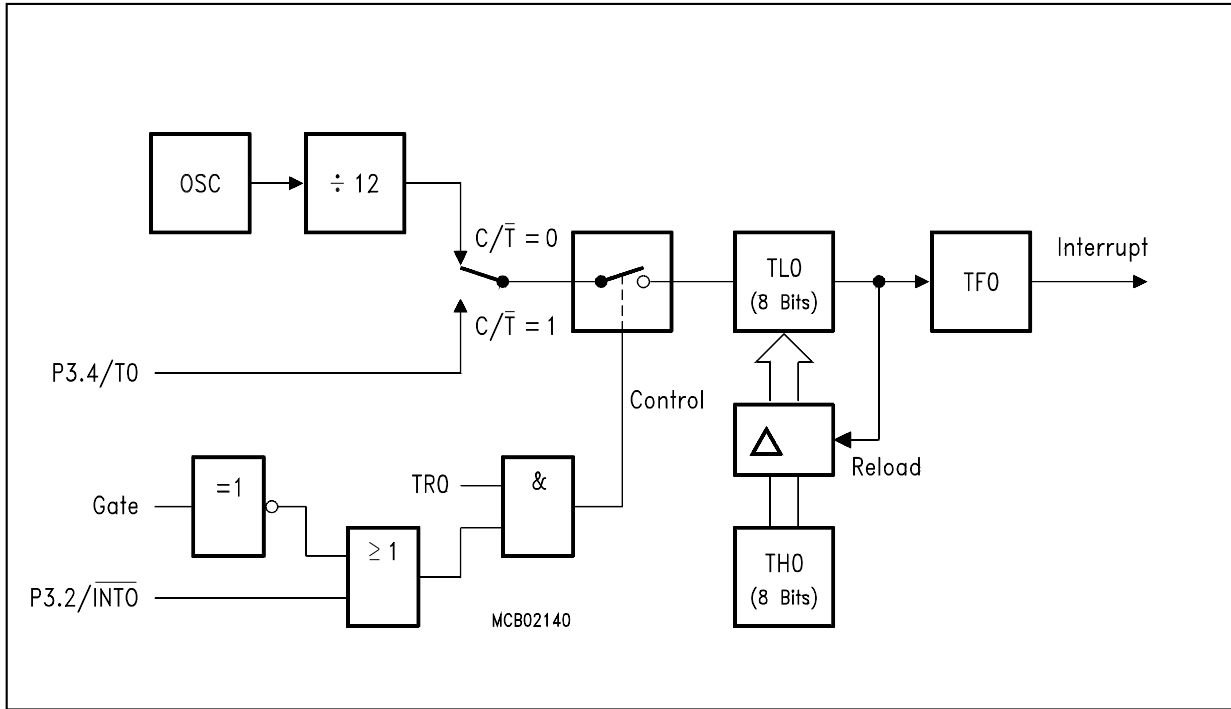 OSC
÷ 12
C/T̅ = 0
C/T̅ = 1
P3.4/T0
TL0
(8 Bits)
TF0
Interrupt
Control
Reload
TR0
&
Gate
=1
≥ 1
P3.2/I̅N̅T̅0̅
TH0
(8 Bits)
MCB02140